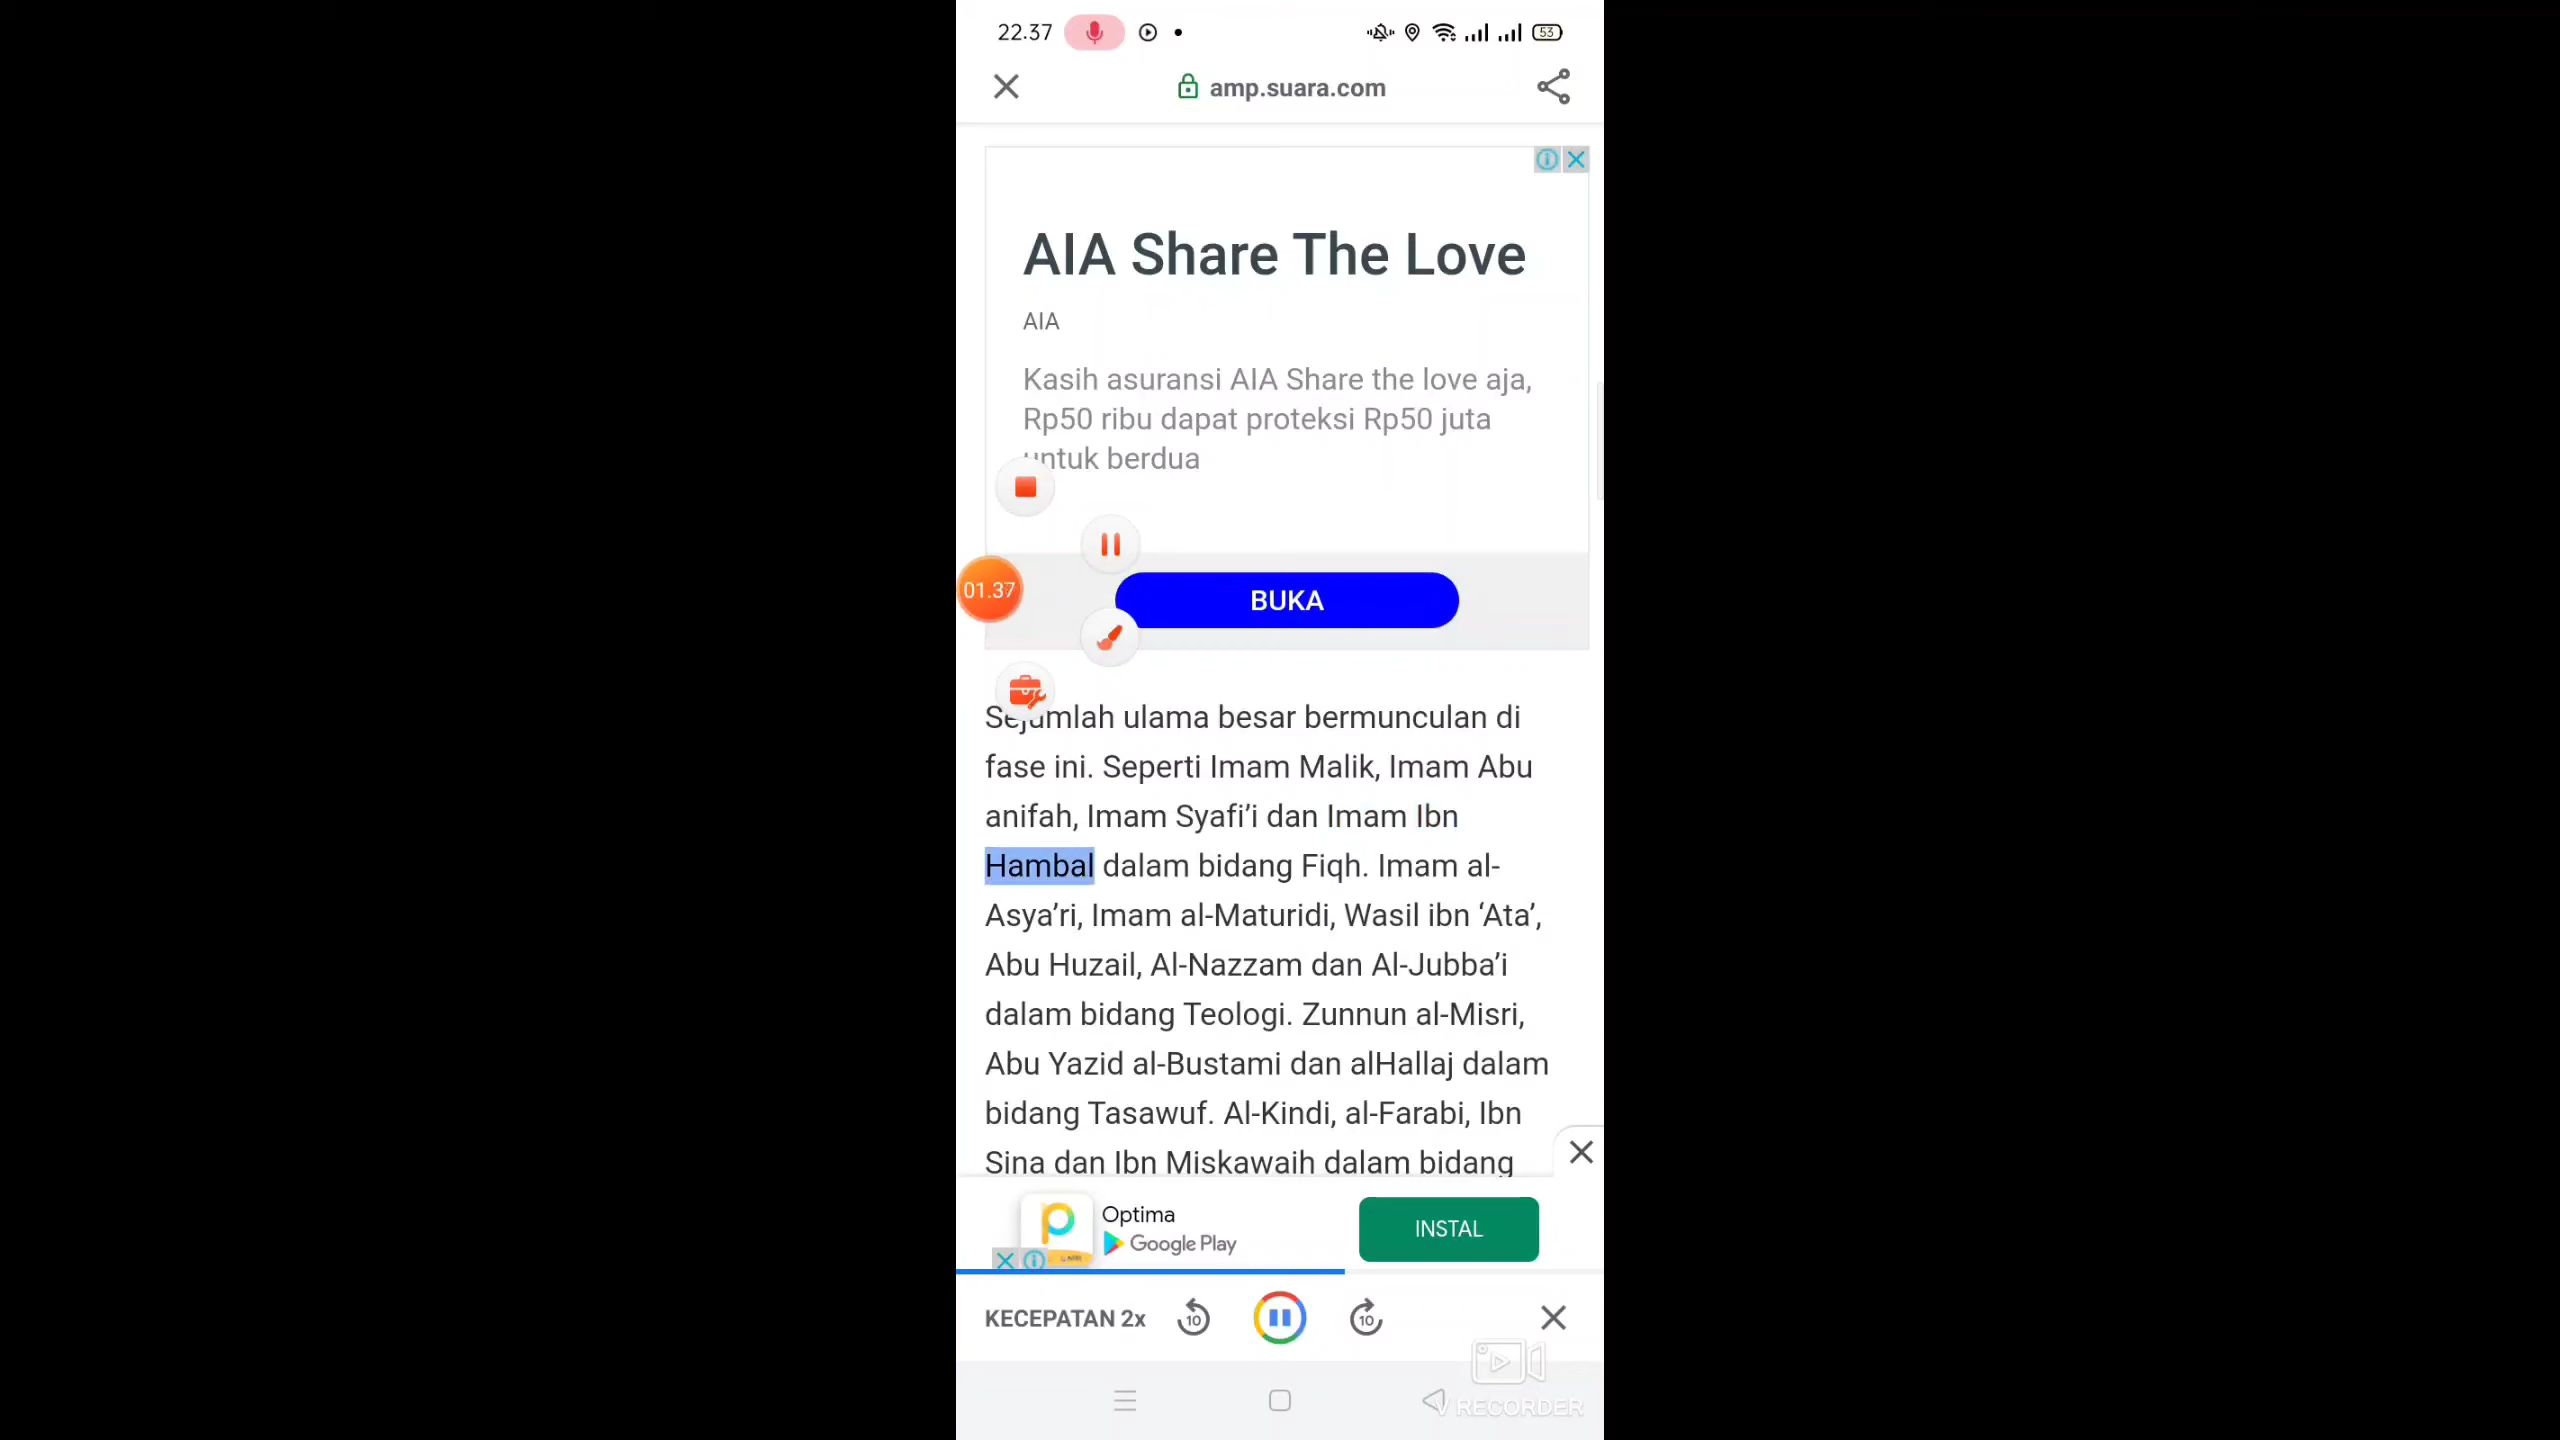 22.37
53
amp.suara.com
AIA Share The Love
AIA
Kasih asuransi AIA Share the love aja,
Rp50 ribu dapat proteksi Rp50 juta
untuk berdua
01.37
BUKA
Sejumlah ulama besar bermunculan di
fase ini. Seperti Imam Malik, Imam Abu
anifah, Imam Syafi’i dan Imam Ibn
Hambal dalam bidang Fiqh. Imam al-
Asya’ri, Imam al-Maturidi, Wasil ibn ‘Ata’,
Abu Huzail, Al-Nazzam dan Al-Jubba’i
dalam bidang Teologi. Zunnun al-Misri,
Abu Yazid al-Bustami dan alHallaj dalam
bidang Tasawuf. Al-Kindi, al-Farabi, Ibn
Sina dan Ibn Miskawaih dalam bidang
Optima
Google Play
INSTAL
KECEPATAN 2x
10
10
V RECORDER